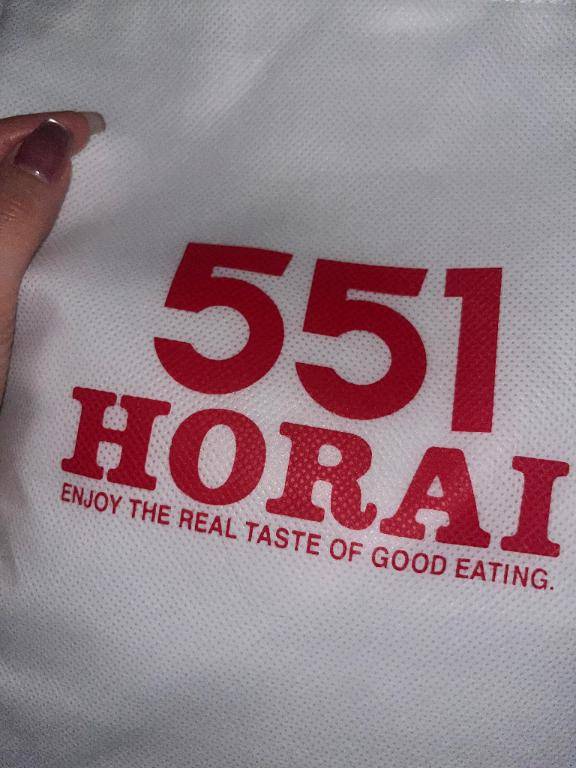 551
HORAI
ENJOY THE REAL TASTE OF GOOD EATING.